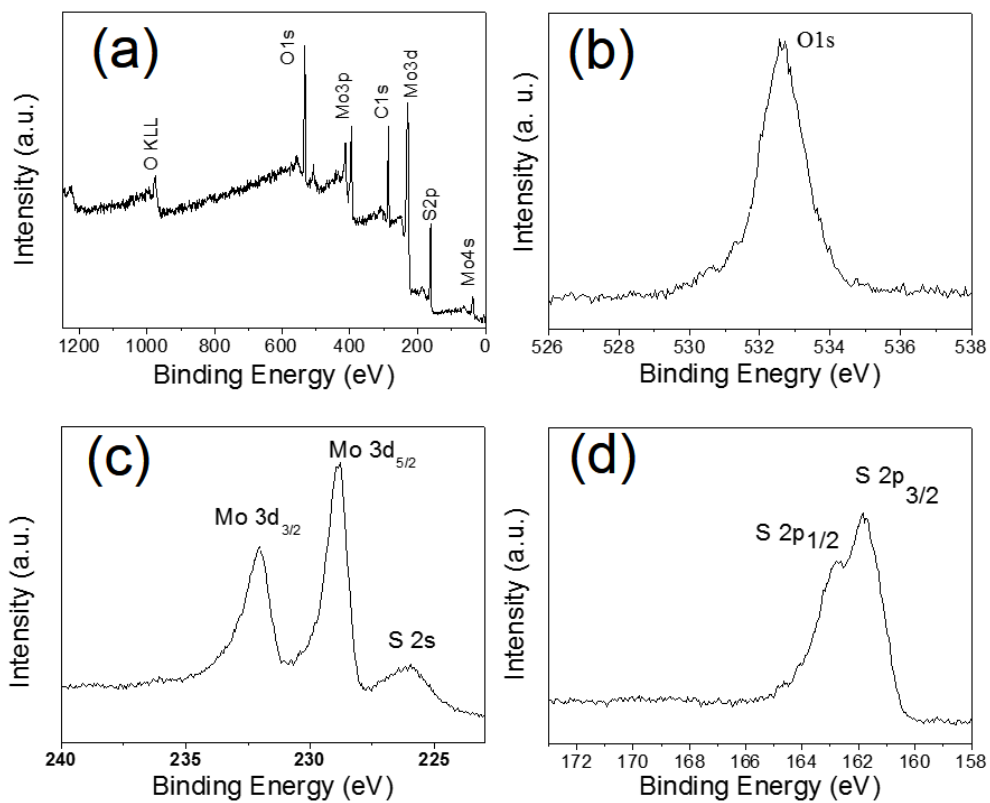 (a)
O KLL
O1s
Mo3p
C1s
Mo3d
S2p
Mo4s
Intensity (a. u.)
1200 1000 800 600 400 200 0
Binding Energy (eV)
(b)
O1s
Intensity (a. u.)
526 528 530 532 534 536 538
Binding Enegry (eV)
(c)
Mo 3d5/2
Mo 3d3/2
S 2s
Intensity (a.u.)
240 235 230 225
Binding Energy (eV)
(d)
S 2p3/2
S 2p1/2
Intensity (a.u.)
172 170 168 166 164 162 160 158
Binding Energy (eV)